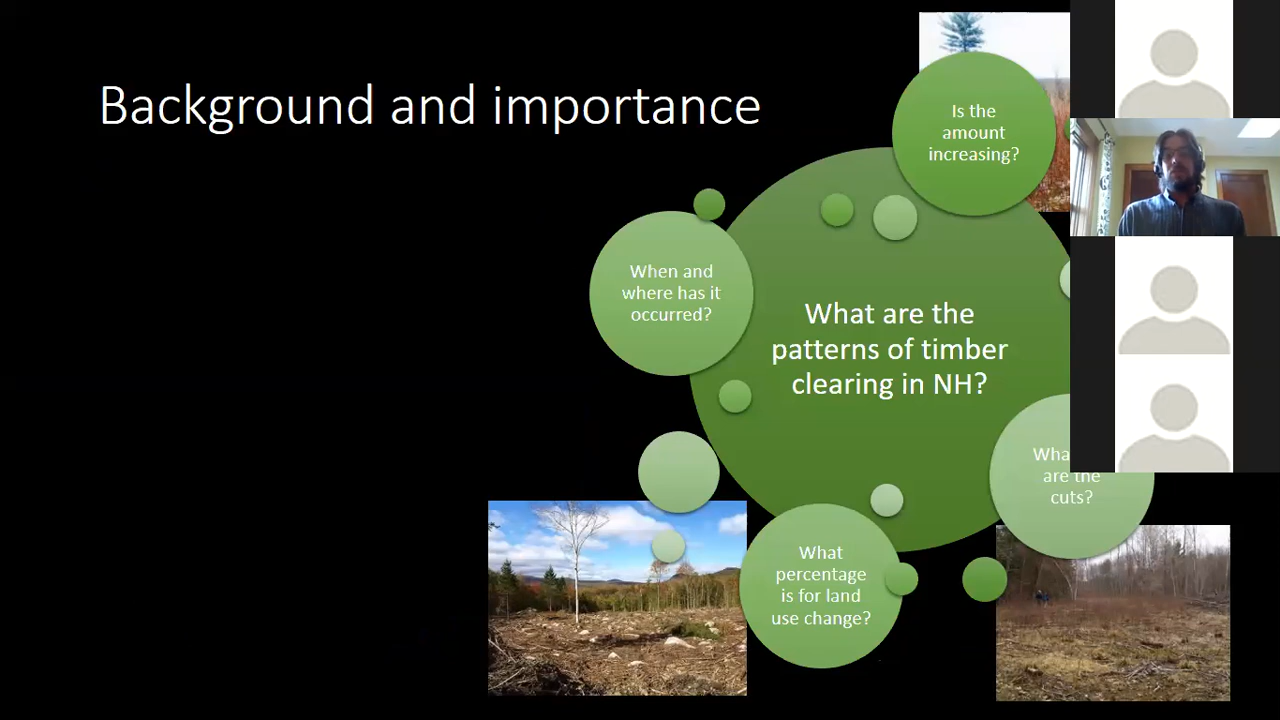 Background and importance
Is the
amount
increasing?
When and
where has it
occurred?
What are the
patterns of timber
clearing in NH?
are the
cuts?
What
percentage
is for land
use change?